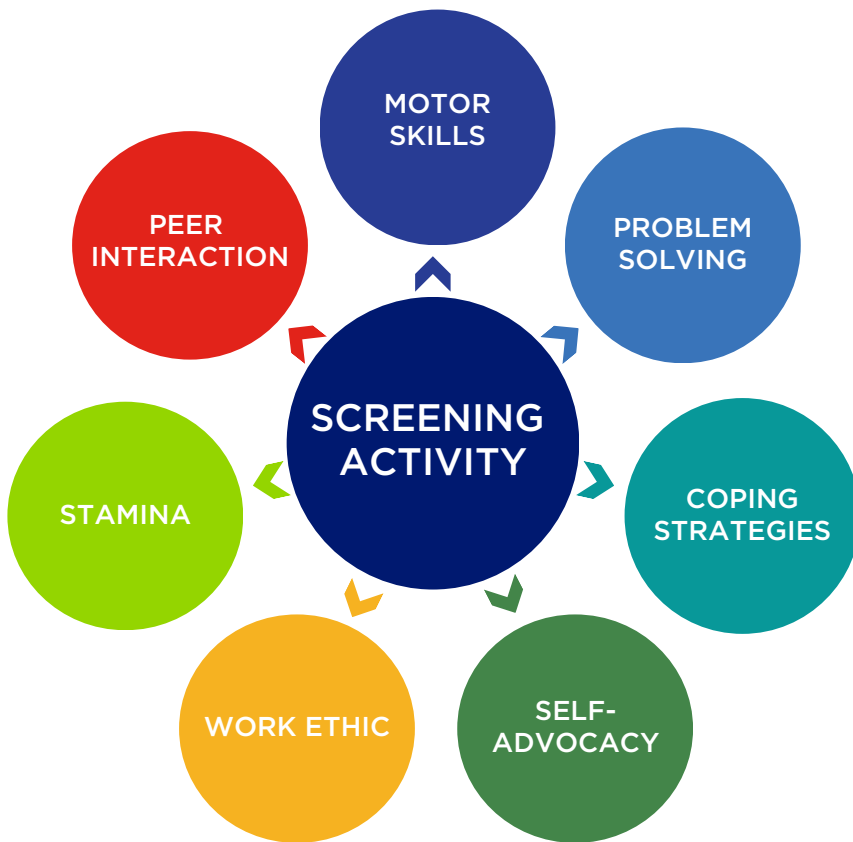 MOTOR
SKILLS
PEER
INTERACTION
PROBLEM
SOLVING
SCREENING
ACTIVITY
STAMINA
COPING
STRATEGIES
WORK ETHIC
SELF-
ADVOCACY